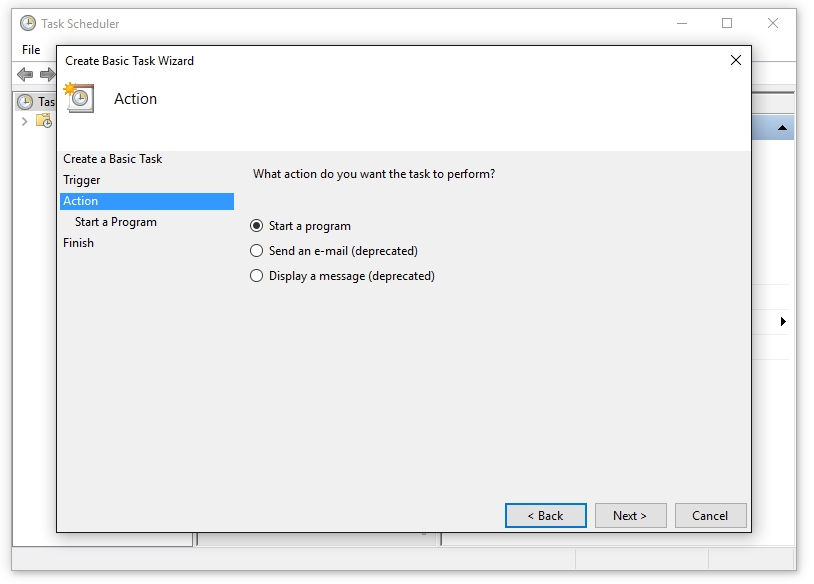 Task Scheduler
File
Create Basic Task Wizard
Action
Tas
Create a Basic Task
Trigger
Action
Start a Program
Finish
What action do you want the task to perform?
Start a program
Send an e-mail (deprecated)
Display a message (deprecated)
< Back
Next >
Cancel